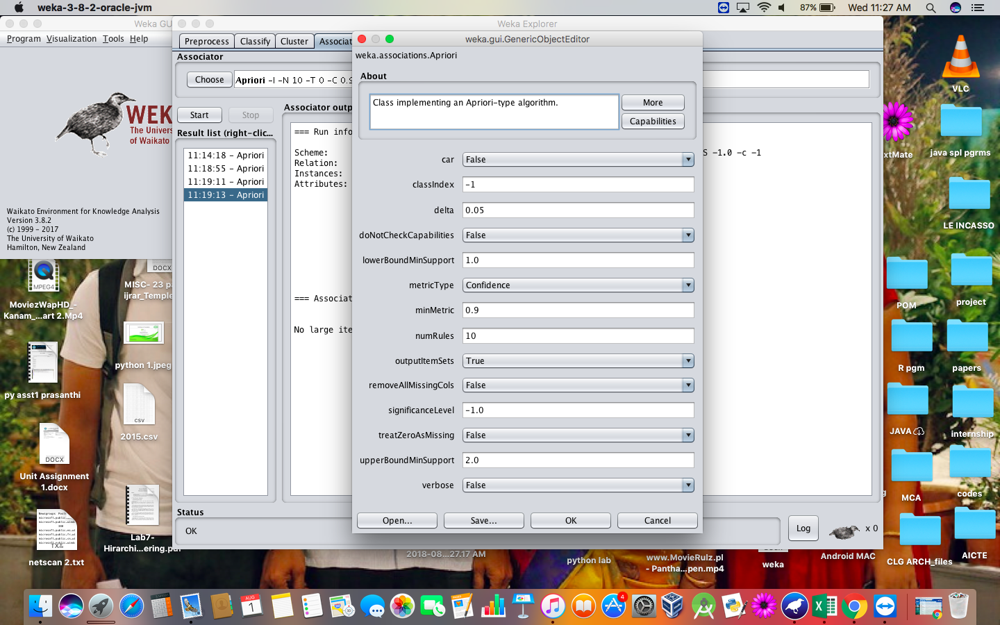 weka-3-8-2-oracle-jvm
87%
Wed 11:27 AM
Weka GU
Program Visualization Tools Help
WEK
The Univers
of Waikato
Waikato Environment for Knowledge Analysis
Version 3.8.2
(c) 1999 - 2017
The University of Waikato
Hamilton, New Zealand
Weka Explorer
Preprocess Classify Cluster Associat
Associator
Choose Apriori -I -N 10 -T 0 -C 0.9
Start Stop
Associator outp
Result list (right-clic...
11:14:18 - Apriori
11:18:55 - Apriori
11:19:11 - Apriori
11:19:13 - Apriori
=== Run info
Scheme: S -1.0 -c -1
Relation:
Instances:
Attributes:
=== Associat
No large ite
Status
OK
Log
x 0
weka.gui.GenericObjectEditor
weka.associations.Apriori
About
Class implementing an Apriori-type algorithm.
More
Capabilities
car False
classIndex -1
delta 0.05
doNotCheckCapabilities False
lowerBoundMinSupport 1.0
metricType Confidence
minMetric 0.9
numRules 10
outputItemSets True
removeAllMissingCols False
significanceLevel -1.0
treatZeroAsMissing False
upperBoundMinSupport 2.0
verbose False
Open... Save... OK Cancel
MPEG4
MoviezWapHD_-
Kanam_...art 2.Mp4
DOCX
MISC- 23 pa
ijrar_Temple
python 1.jpeg
py asst1 prasanthi
CSV
2015.csv
DOCX
Unit Assignment
1.docx
Lab7-
Hirarchi...ering.pdf
TXT
netscan 2.txt
2018-08...27.17 AM
python lab
www.MovieRulz.pl
- Pantha...pen.mp4
weka
Android MAC
VLC
xtMate
java spl pgrms
LE INCASSO
POM
project
R pgm
papers
JAVA
internship
MCA
codes
CLG ARCH_files
AICTE
AUG
1
4